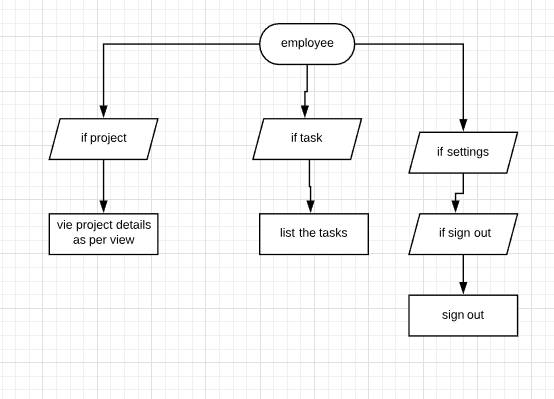 employee
if project
if task
if settings
vie project details
as per view
list the tasks
if sign out
sign out